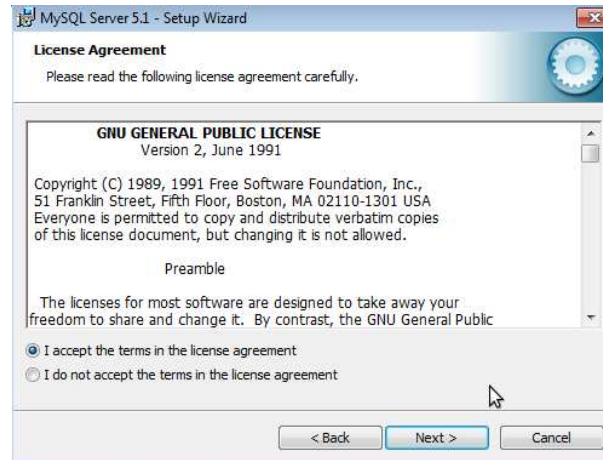 MySQL Server 5.1 - Setup Wizard
License Agreement
Please read the following license agreement carefully.
GNU GENERAL PUBLIC LICENSE
Version 2, June 1991
Copyright (C) 1989, 1991 Free Software Foundation, Inc.,
51 Franklin Street, Fifth Floor, Boston, MA 02110-1301 USA
Everyone is permitted to copy and distribute verbatim copies
of this license document, but changing it is not allowed.
Preamble
The licenses for most software are designed to take away your
freedom to share and change it.  By contrast, the GNU General Public
I accept the terms in the license agreement
I do not accept the terms in the license agreement
< Back
Next >
Cancel